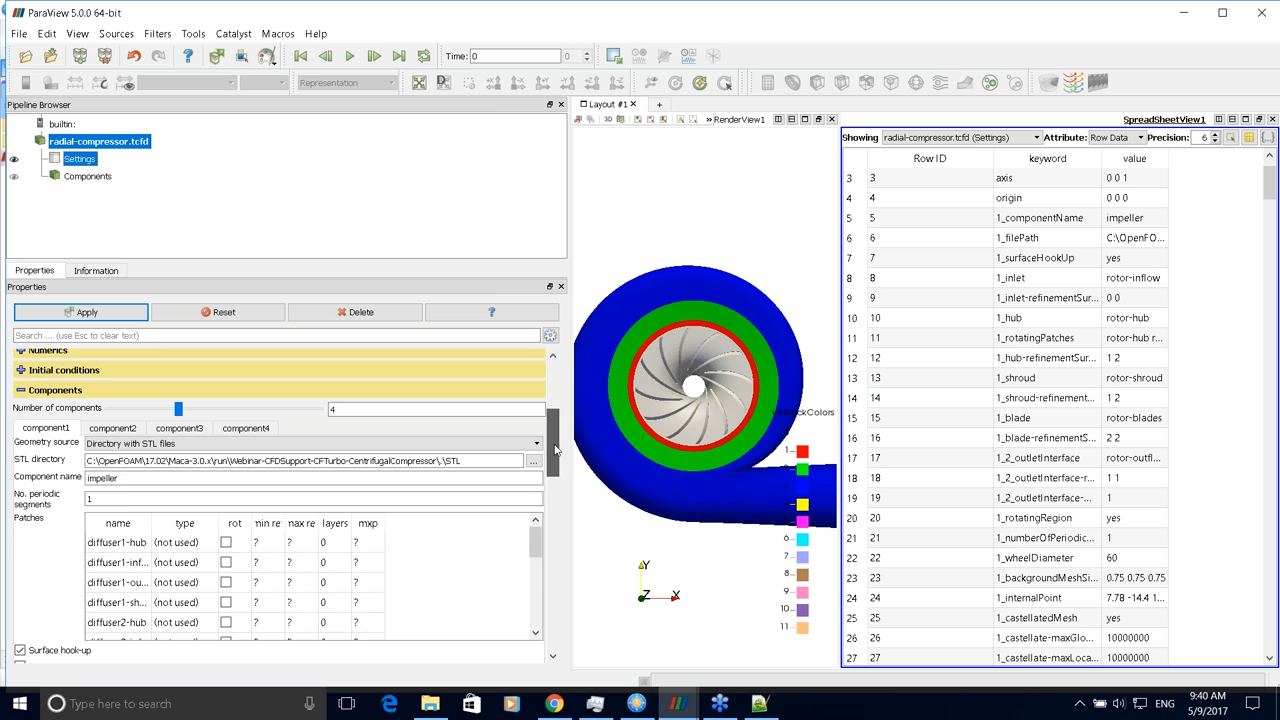 ParaView 5.0.0 64-bit
File Edit View Sources Filters Tools Catalyst Macros Help
Time: 0 0
Representation
Pipeline Browser
builtin:
radial-compressor.tcfd
Settings
Components
Properties Information
Properties
Apply Reset Delete ?
Search ... (use Esc to clear text)
Numerics
Initial conditions
Components
Number of components 4
component1 component2 component3 component4
Geometry source Directory with STL files
STL directory C:\OpenFOAM\17.02\Maca-3.0.x\run\Webinar-CFDSupport-CFTurbo-CentrifugalCompressor\.\STL ...
Component name impeller
No. periodic segments 1
Patches
name type rot min re nax re layers mxp
diffuser1-hub (not used) ? ? 0 ?
diffuser1-inf... (not used) ? ? 0 ?
diffuser1-ou... (not used) ? ? 0 ?
diffuser1-sh... (not used) ? ? 0 ?
diffuser2-hub (not used) ? ? 0 ?
Surface hook-up
Layout #1
3D RenderView1
Y
Z X
1
6
7
8
9
10
11
SpreadSheetView1
Showing radial-compressor.tcfd (Settings) Attribute: Row Data Precision: 6
Row ID keyword value
3 3 axis 0 0 1
4 4 origin 0 0 0
5 5 1_componentName impeller
6 6 1_filePath C:\OpenFO...
7 7 1_surfaceHookUp yes
8 8 1_inlet rotor-inflow
9 9 1_inlet-refinementSur... 0 0
10 10 1_hub rotor-hub
11 11 1_rotatingPatches rotor-hub r...
12 12 1_hub-refinementSur... 1 2
13 13 1_shroud rotor-shroud
14 14 1_shroud-refinement... 1 2
15 15 1_blade rotor-blades
16 16 1_blade-refinementS... 2 2
17 17 1_2_outletInterface rotor-outfl...
18 18 1_2_outletInterface-r... 1 1
19 19 1_2_outletInterface-... 1
20 20 1_rotatingRegion yes
21 21 1_numberOfPeriodic... 1
22 22 1_wheelDiameter 60
23 23 1_backgroundMeshSi... 0.75 0.75 0.75
24 24 1_internalPoint 7.78 -14.4 1...
25 25 1_castellatedMesh yes
26 26 1_castellate-maxGlo... 10000000
27 27 1_castellate-maxLoca... 10000000
Type here to search
ENG
9:40 AM
5/9/2017